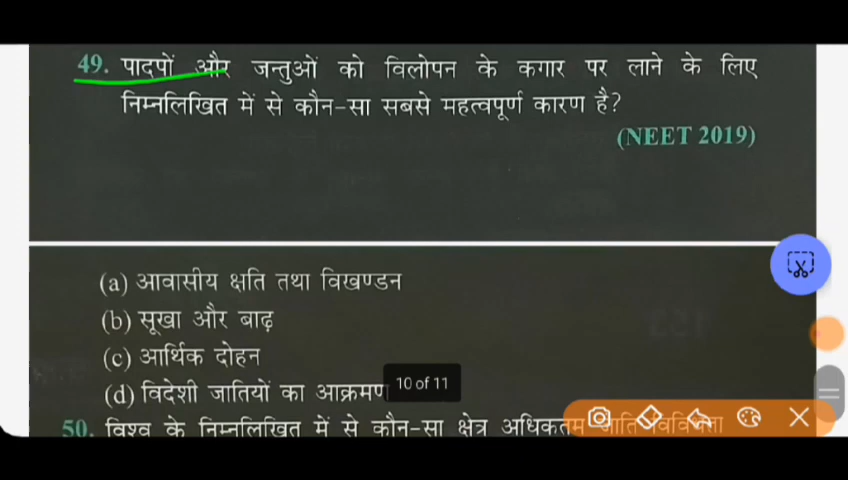 49. पादपों और जन्तुओं को विलोपन के कगार पर लाने के लिए
निम्नलिखित में से कौन-सा सबसे महत्वपूर्ण कारण है?
(NEET 2019)
(a) आवासीय क्षति तथा विखण्डन
(b) सूखा और बाढ़
(c) आर्थिक दोहन
(d) विदेशी जातियों का आक्रमण
10 of 11
50. विश्व के निम्नलिखित में से कौन-सा क्षेत्र अधिकतम जाति विविधता